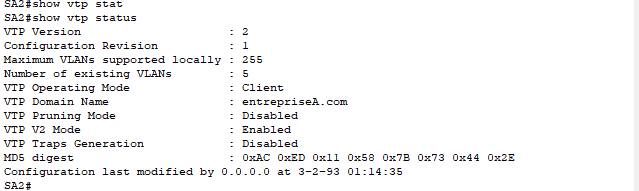 SA2#show vtp stat
SA2#show vtp status
VTP Version : 2
Configuration Revision : 1
Maximum VLANs supported locally : 255
Number of existing VLANs : 5
VTP Operating Mode : Client
VTP Domain Name : entrepriseA.com
VTP Pruning Mode : Disabled
VTP V2 Mode : Enabled
VTP Traps Generation : Disabled
MD5 digest : 0xAC 0xED 0x11 0x58 0x7B 0x73 0x44 0x2E
Configuration last modified by 0.0.0.0 at 3-2-93 01:14:35
SA2#